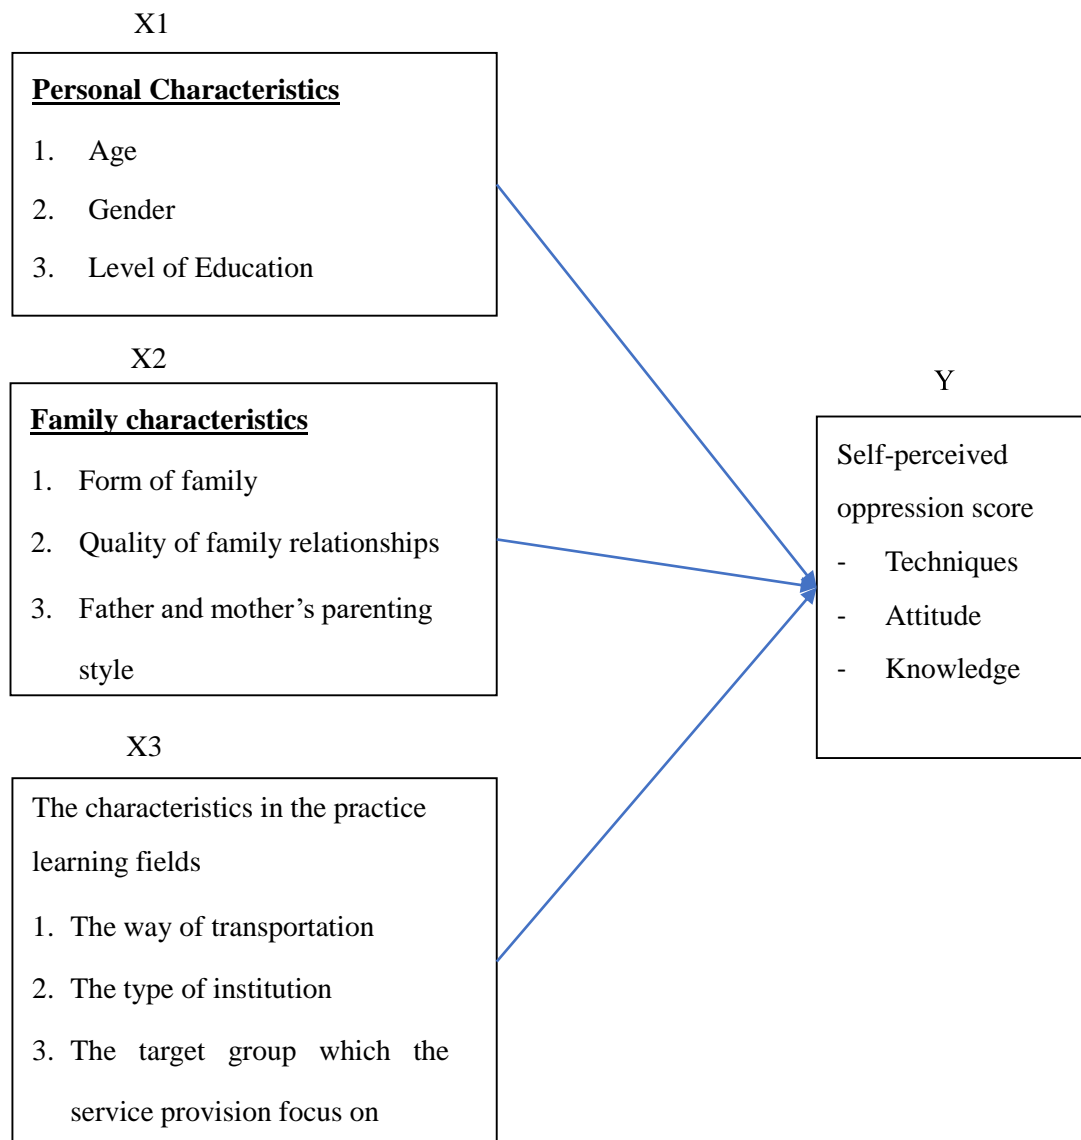 X1
Personal Characteristics
1. Age
2. Gender
3. Level of Education
X2
Family characteristics
1. Form of family
2. Quality of family relationships
3. Father and mother’s parenting
style
X3
The characteristics in the practice
learning fields
1. The way of transportation
2. The type of institution
3. The target group which the
service provision focus on
Y
Self-perceived
oppression score
- Techniques
- Attitude
- Knowledge